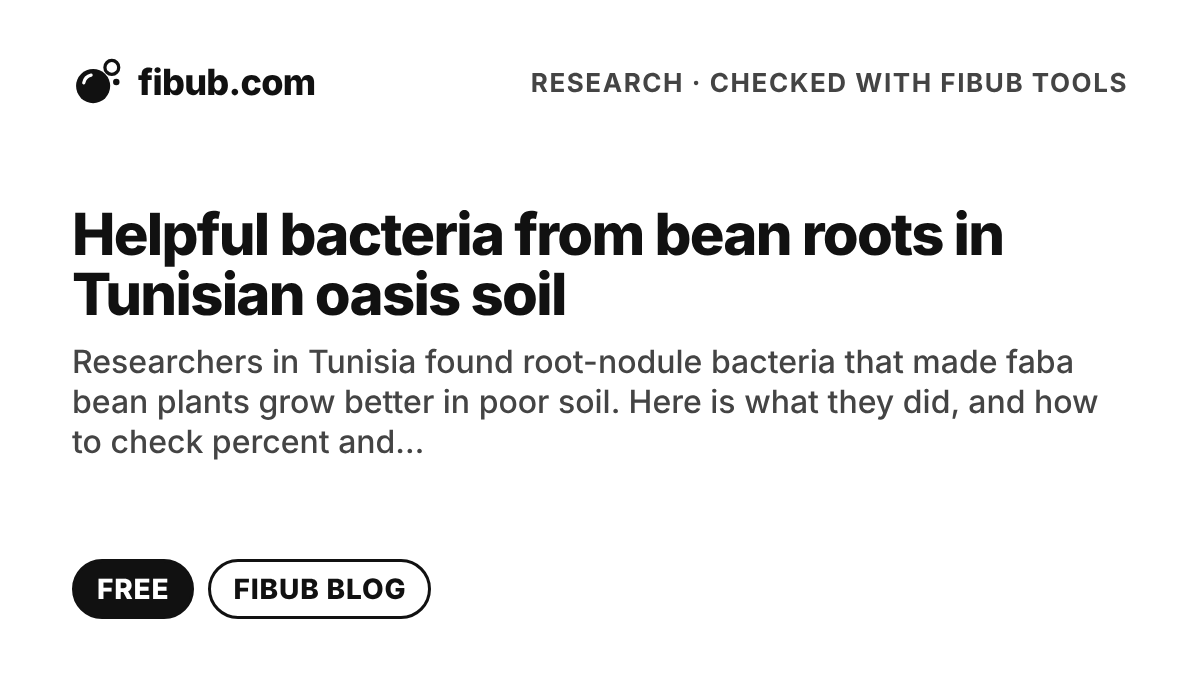 fibub.com
RESEARCH · CHECKED WITH FIBUB TOOLS
Helpful bacteria from bean roots in
Tunisian oasis soil
Researchers in Tunisia found root-nodule bacteria that made faba
bean plants grow better in poor soil. Here is what they did, and how
to check percent and...
FREE
FIBUB BLOG